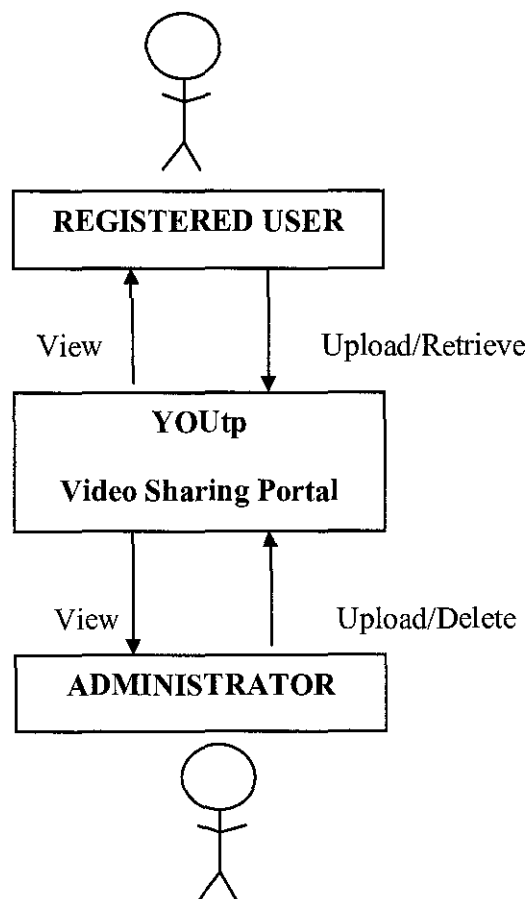 REGISTERED USER
View
Upload/Retrieve
YOUtp
Video Sharing Portal
View
Upload/Delete
ADMINISTRATOR